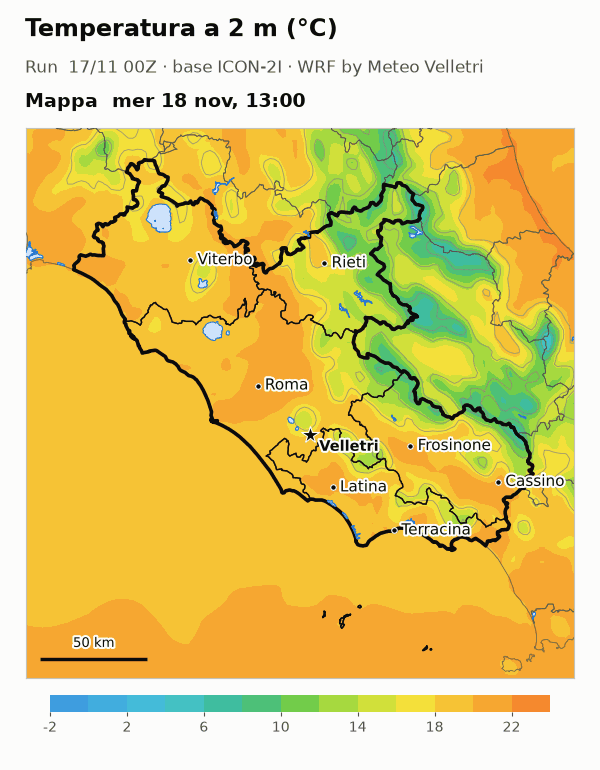 Temperatura a 2 m (°C)
Run 17/11 00Z · base ICON-2I · WRF by Meteo Velletri
Mappa mer 18 nov, 13:00
Viterbo
Rieti
Roma
Velletri
Frosinone
Cassino
Latina
Terracina
50 km
-2 2 6 10 14 18 22